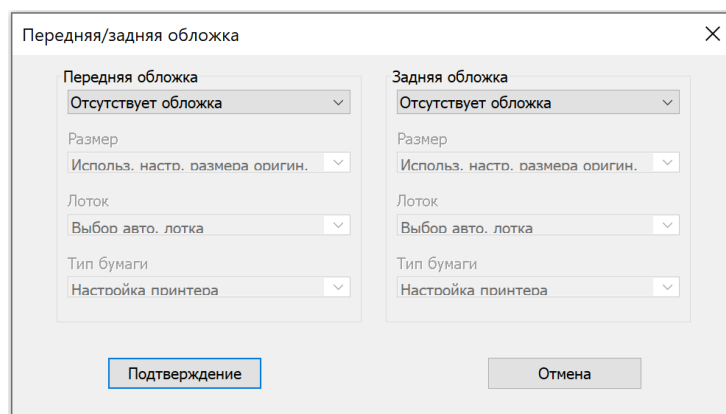 Передняя/задняя обложка
Передняя обложка
Отсутствует обложка
Размер
Использ. настр. размера оригин.
Лоток
Выбор авто. лотка
Тип бумаги
Настройка принтера
Задняя обложка
Отсутствует обложка
Размер
Использ. настр. размера оригин.
Лоток
Выбор авто. лотка
Тип бумаги
Настройка принтера
Подтверждение
Отмена